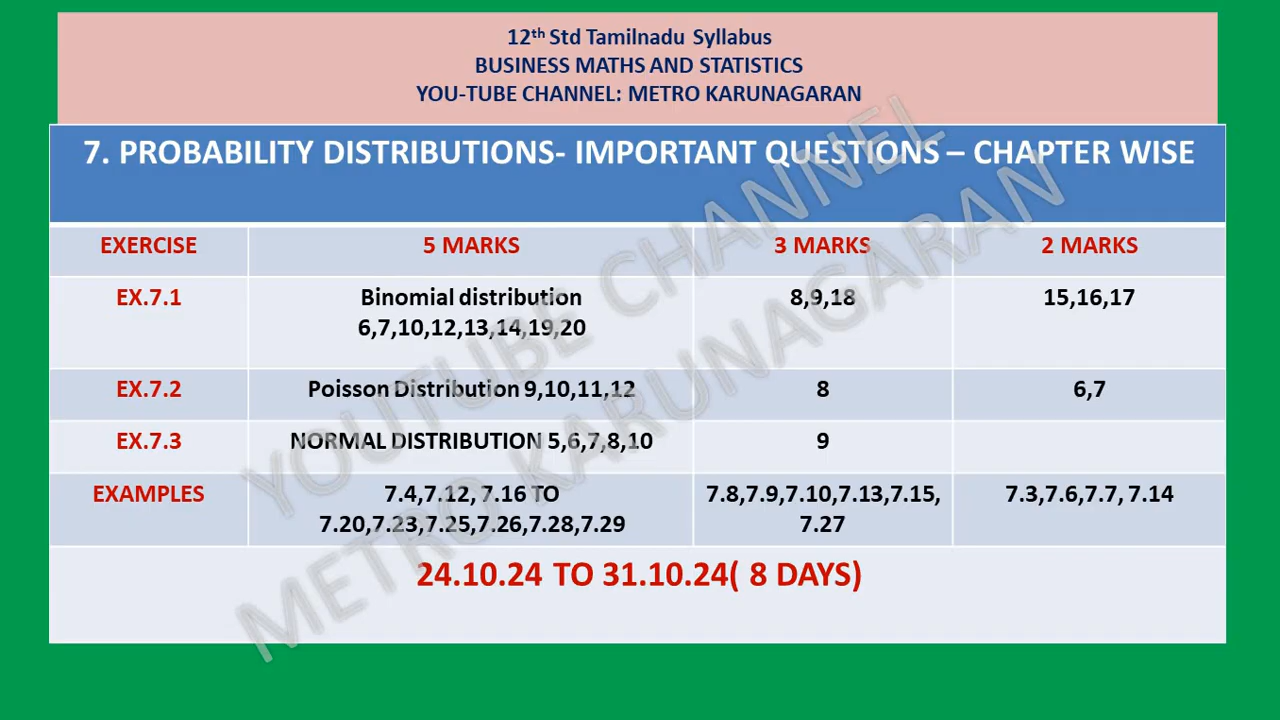 12th Std Tamilnadu Syllabus
BUSINESS MATHS AND STATISTICS
YOU-TUBE CHANNEL: METRO KARUNAGARAN
7. PROBABILITY DISTRIBUTIONS- IMPORTANT QUESTIONS – CHAPTER WISE
EXERCISE 5 MARKS 3 MARKS 2 MARKS
EX.7.1 Binomial distribution 8,9,18 15,16,17
6,7,10,12,13,14,19,20
EX.7.2 Poisson Distribution 9,10,11,12 8 6,7
EX.7.3 NORMAL DISTRIBUTION 5,6,7,8,10 9
EXAMPLES 7.4,7.12, 7.16 TO 7.8,7.9,7.10,7.13,7.15, 7.3,7.6,7.7, 7.14
7.20,7.23,7.25,7.26,7.28,7.29 7.27
24.10.24 TO 31.10.24( 8 DAYS)
YOUTUBE CHANNEL
METRO KARUNAGARAN